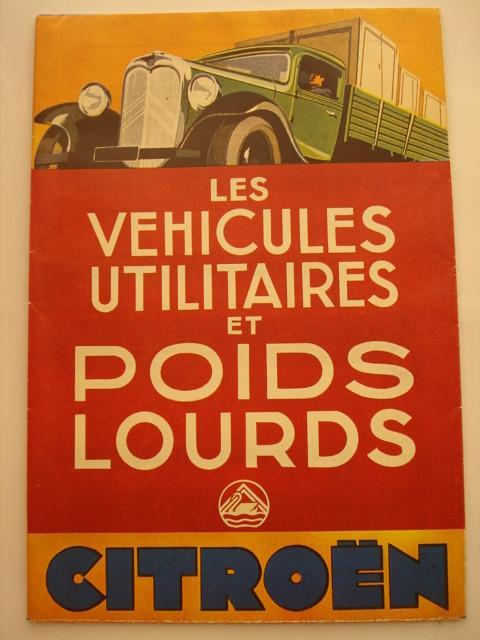 LES
VEHICULES
UTILITAIRES
ET
POIDS
LOURDS
CITROËN